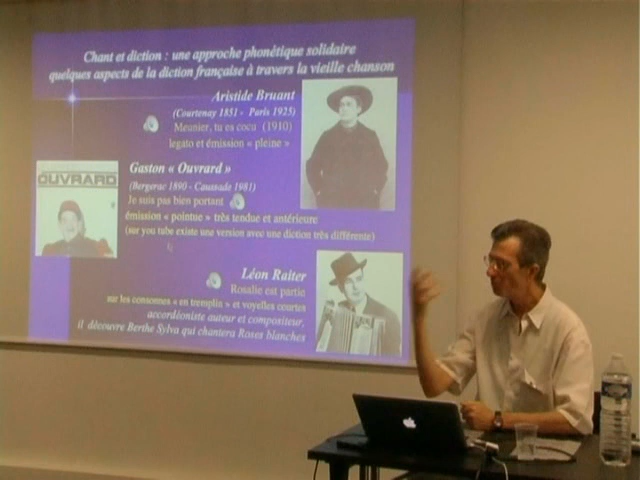 Chant et diction : une approche phonétique solidaire
quelques aspects de la diction française à travers la vieille chanson
Aristide Bruant
(Courtenay 1851 - Paris 1925)
Meunier, tu es cocu (1910)
legato et émission « pleine »
OUVRARD
Gaston « Ouvrard »
(Bergerac 1890 - Caussade 1981)
Je suis pas bien portant
émission « pointue » très tendue et antérieure
(sur you tube existe une version avec une diction très différente)
Léon Raiter
Rosalie est partie
sur les consonnes « en tremplin » et voyelles courtes
accordéoniste auteur et compositeur,
il découvre Berthe Sylva qui chantera Roses blanches